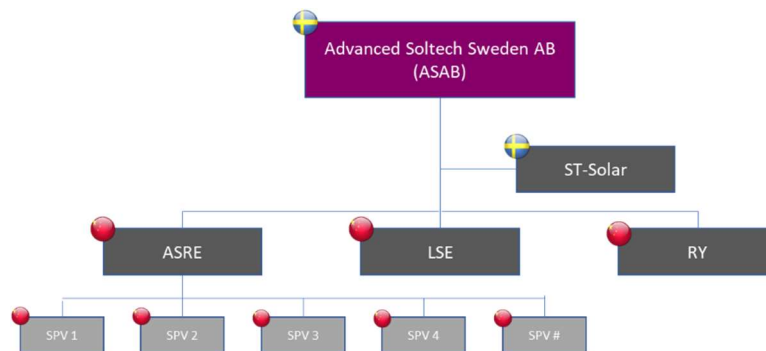 Advanced Soltech Sweden AB
(ASAB)
ST-Solar
ASRE
LSE
RY
SPV 1
SPV 2
SPV 3
SPV 4
SPV #